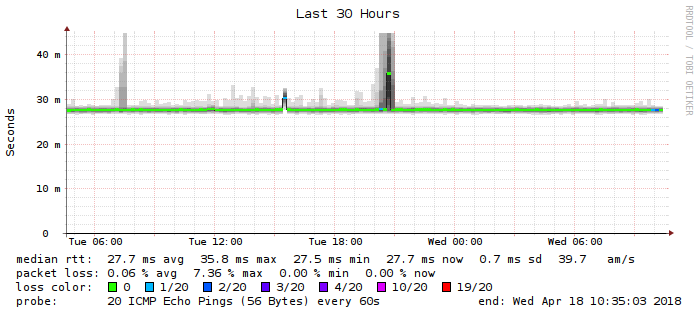 Last 30 Hours
RRDTOOL / TOBI OETIKER
Seconds
40 m
30 m
20 m
10 m
0
Tue 06:00 Tue 12:00 Tue 18:00 Wed 00:00 Wed 06:00
median rtt: 27.7 ms avg 35.8 ms max 27.5 ms min 27.7 ms now 0.7 ms sd 39.7 am/s
packet loss: 0.06 % avg 7.36 % max 0.00 % min 0.00 % now
loss color: 0 1/20 2/20 3/20 4/20 10/20 19/20
probe: 20 ICMP Echo Pings (56 Bytes) every 60s end: Wed Apr 18 10:35:03 2018